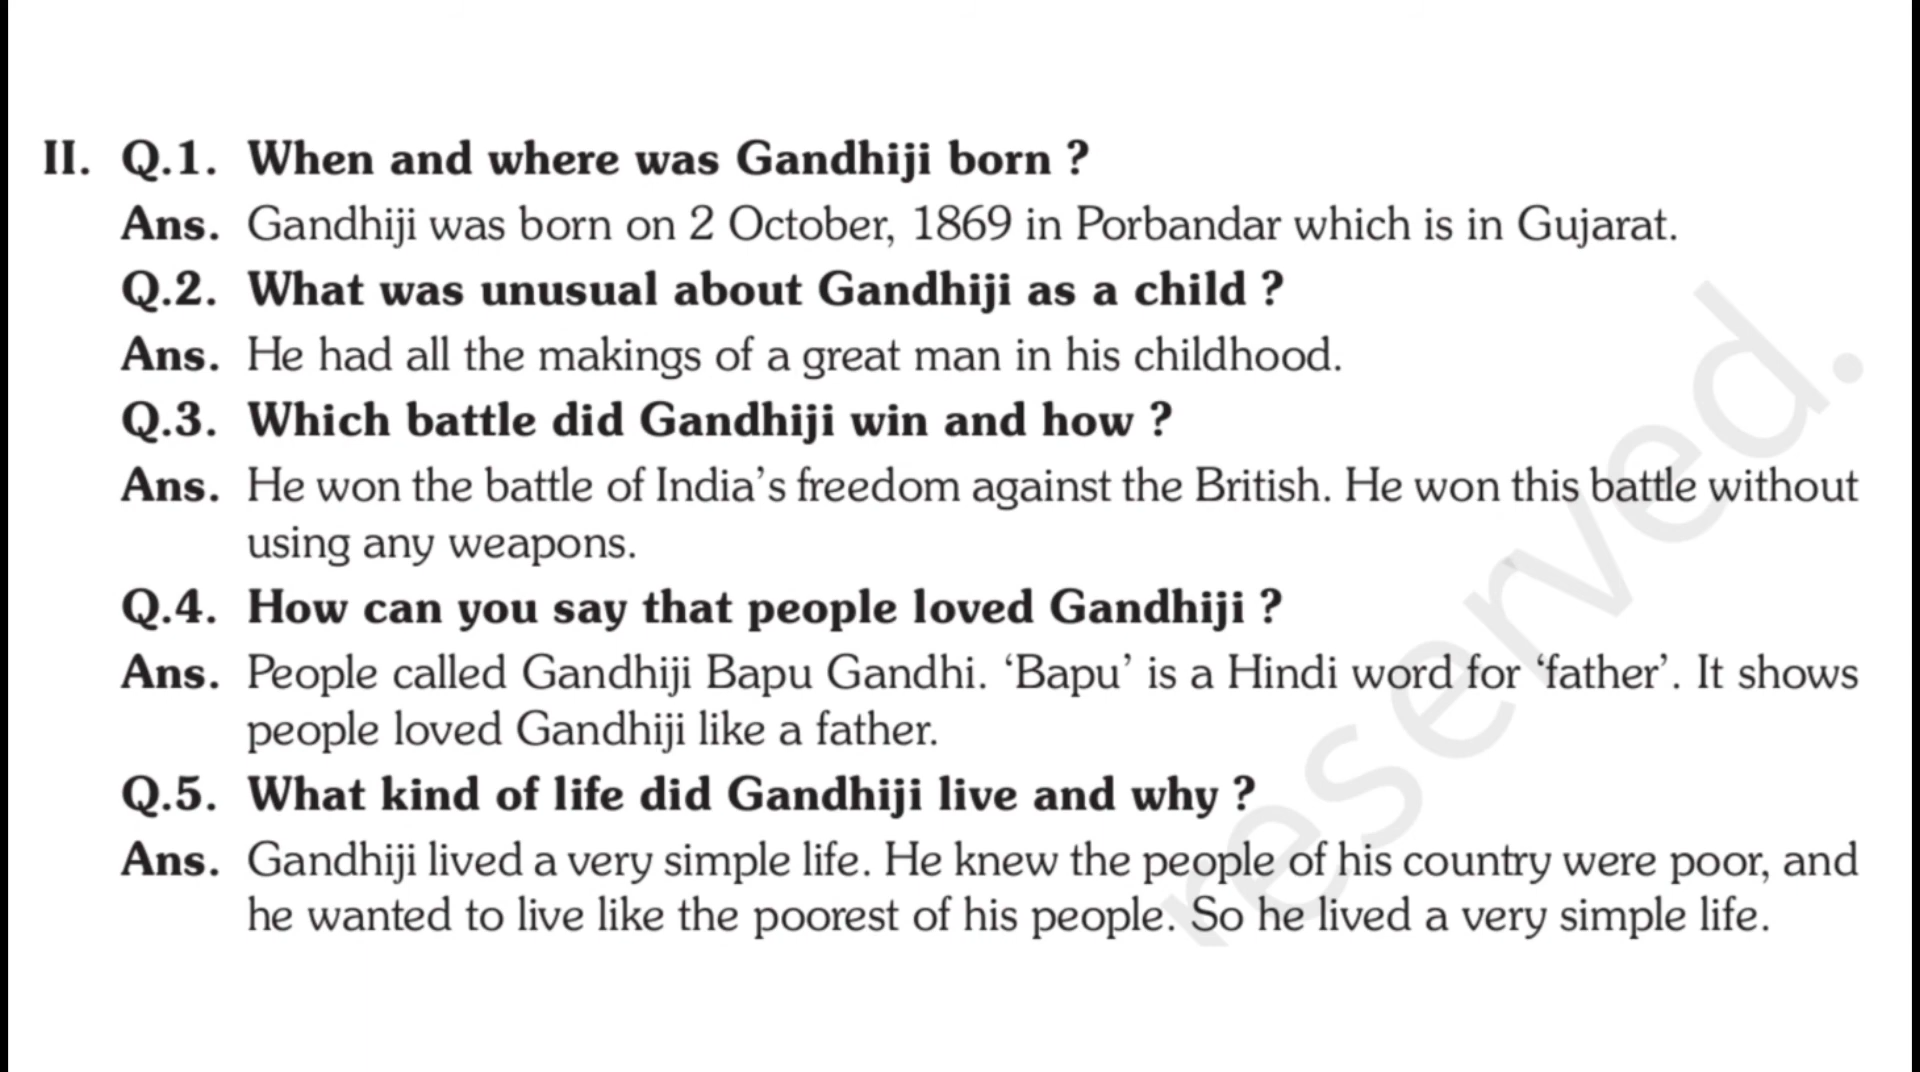 II. Q.1. When and where was Gandhiji born ?
Ans. Gandhiji was born on 2 October, 1869 in Porbandar which is in Gujarat.
Q.2. What was unusual about Gandhiji as a child ?
Ans. He had all the makings of a great man in his childhood.
Q.3. Which battle did Gandhiji win and how ?
Ans. He won the battle of India’s freedom against the British. He won this battle without
using any weapons.
Q.4. How can you say that people loved Gandhiji ?
Ans. People called Gandhiji Bapu Gandhi. ‘Bapu’ is a Hindi word for ‘father’. It shows
people loved Gandhiji like a father.
Q.5. What kind of life did Gandhiji live and why ?
Ans. Gandhiji lived a very simple life. He knew the people of his country were poor, and
he wanted to live like the poorest of his people. So he lived a very simple life.
reserved.